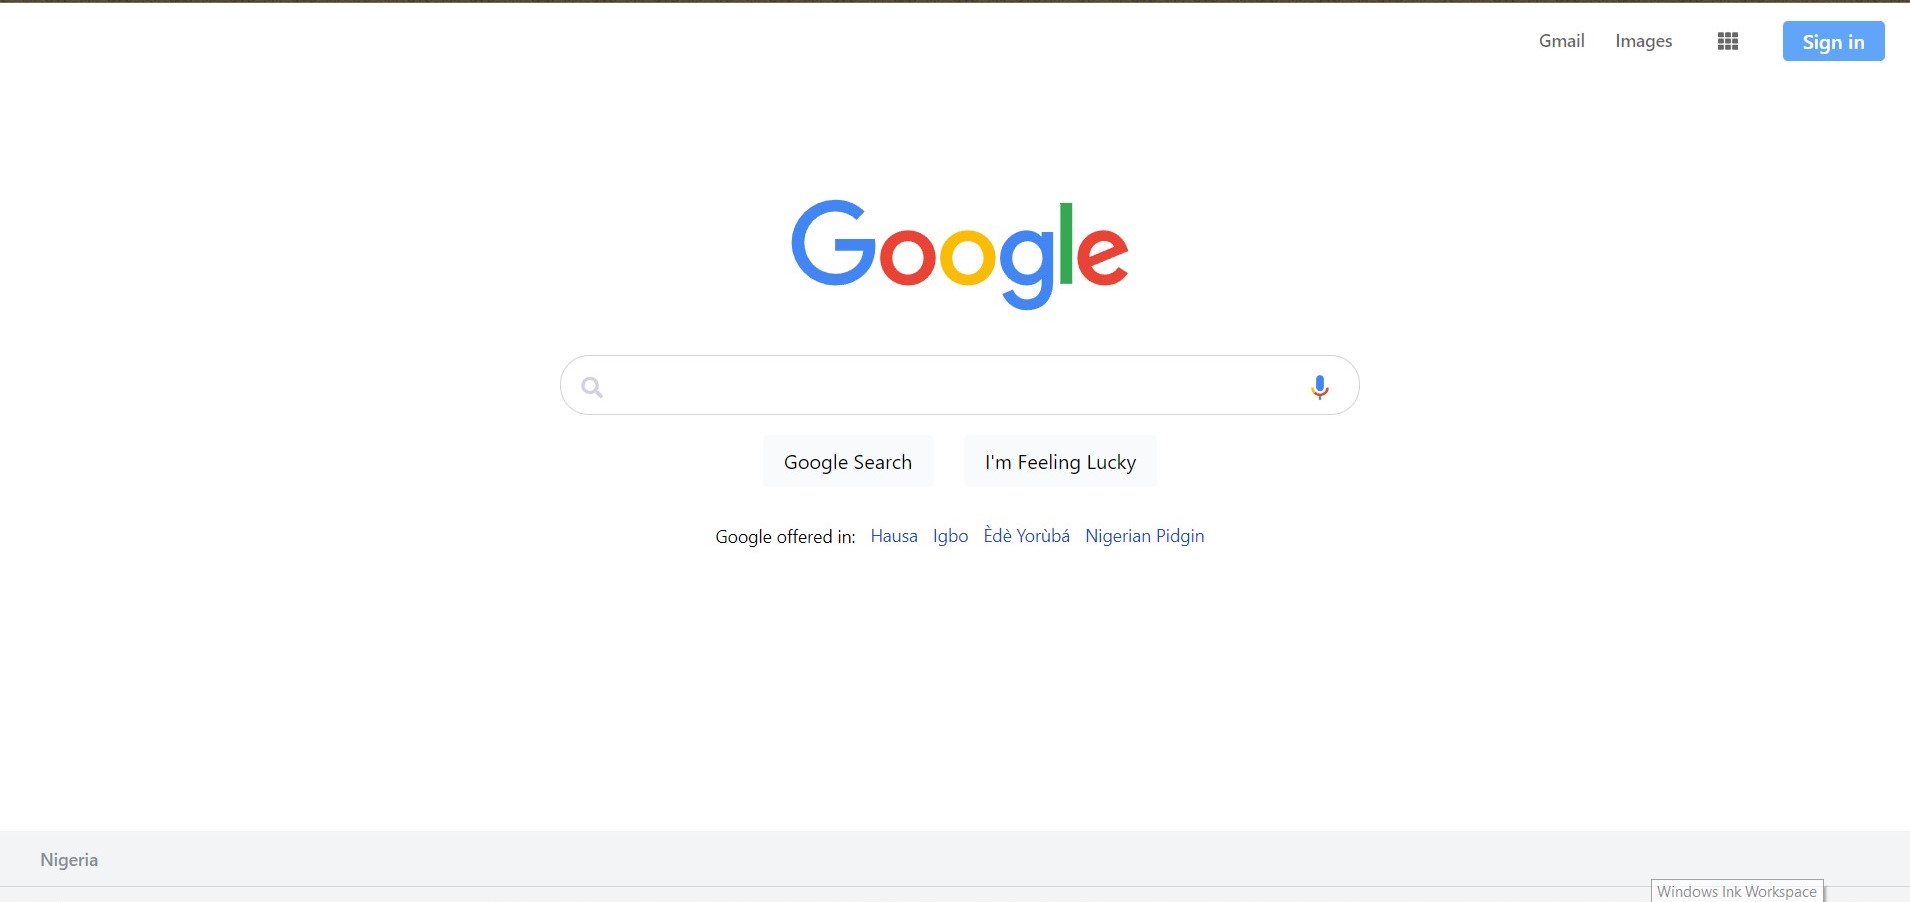 Gmail Images Sign in
Google
Google Search I'm Feeling Lucky
Google offered in: Hausa Igbo Èdè Yorùbá Nigerian Pidgin
Nigeria
Windows Ink Workspace